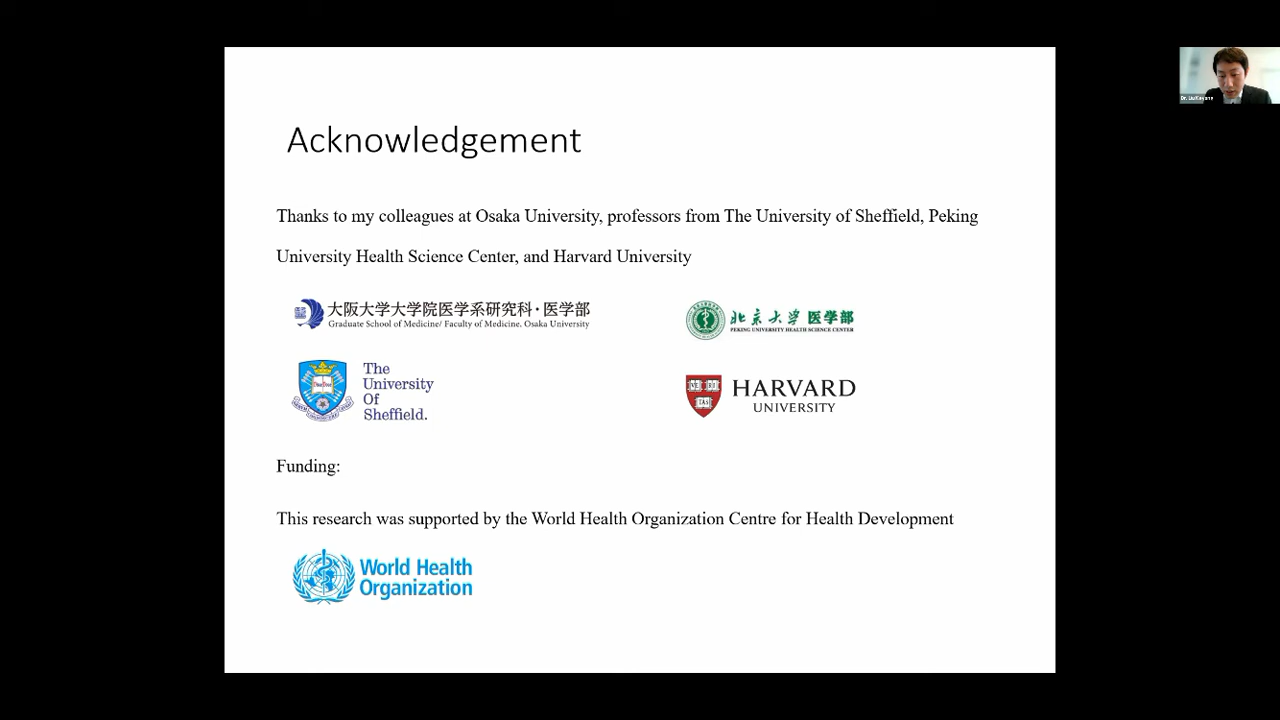 Acknowledgement
Thanks to my colleagues at Osaka University, professors from The University of Sheffield, Peking
University Health Science Center, and Harvard University
大阪大学大学院医学系研究科・医学部
Graduate School of Medicine/ Faculty of Medicine, Osaka University
北京大学 医学部
PEKING UNIVERSITY HEALTH SCIENCE CENTER
The
University
Of
Sheffield.
HARVARD
UNIVERSITY
Funding:
This research was supported by the World Health Organization Centre for Health Development
World Health
Organization
Dr.